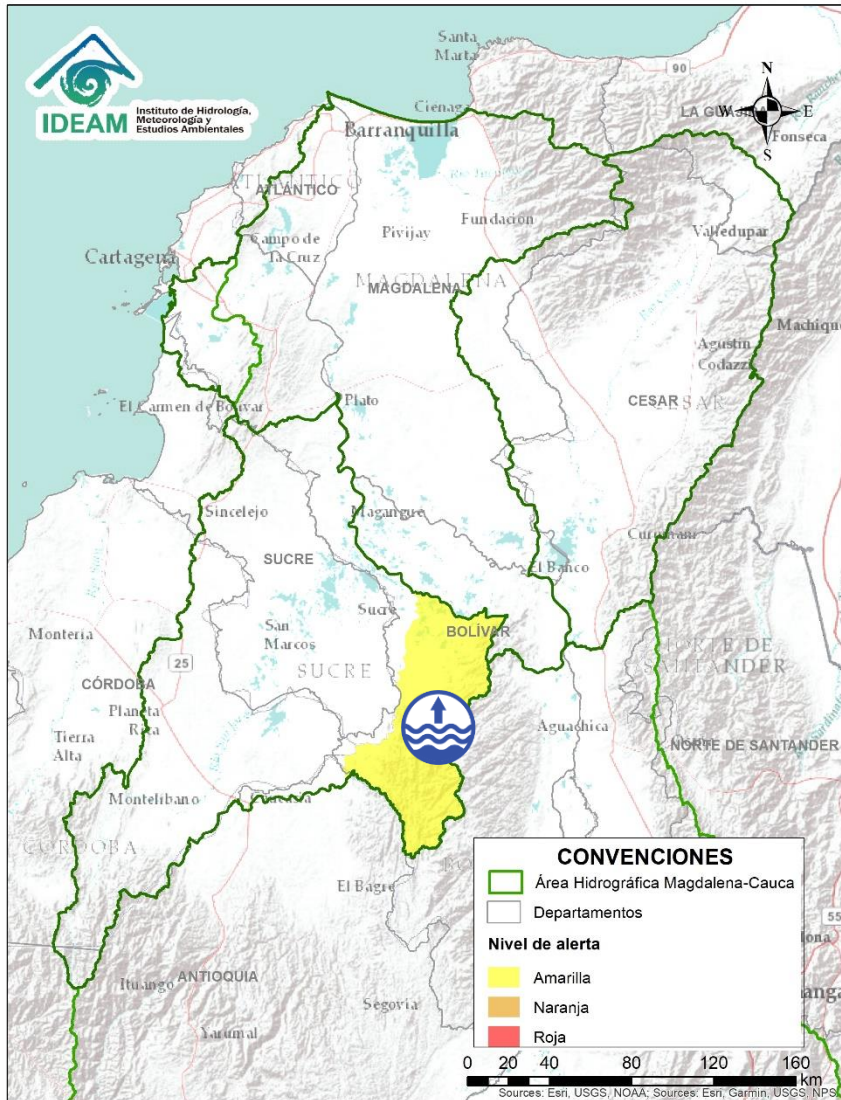 IDEAM
Instituto de Hidrología,
Meteorología y
Estudios Ambientales
Santa
Marta
90
N
W
E
S
LA GUAJIRA
Fonseca
Ciénaga
Barranquilla
ATLÁNTICO
ATLÁNTICO
Fundación
Valledupar
Campo de
la Cruz
Pivijay
Cartagena
MAGDALENA
MAGDALENA
Machiques
Agustín
Codazzi
El Carmen de Bolívar
Plato
CESAR
CESAR
Sincelejo
Magangué
Curumaní
SUCRE
El Banco
Sucre
Montería
San
Marcos
BOLÍVAR
NORTE DE
SANTANDER
25
SUCRE
CÓRDOBA
Planeta
Rica
Aguachica
Tierra
Alta
NORTE DE SANTANDER
Montelíbano
CÓRDOBA
El Bagre
Ituango
ANTIOQUIA
Segovia
Yarumal
55
CONVENCIONES
Área Hidrográfica Magdalena-Cauca
Departamentos
Nivel de alerta
Amarilla
Naranja
Roja
0 20 40 80 120 160
km
Sources: Esri, USGS, NOAA; Sources: Esri, Garmin, USGS, NPS